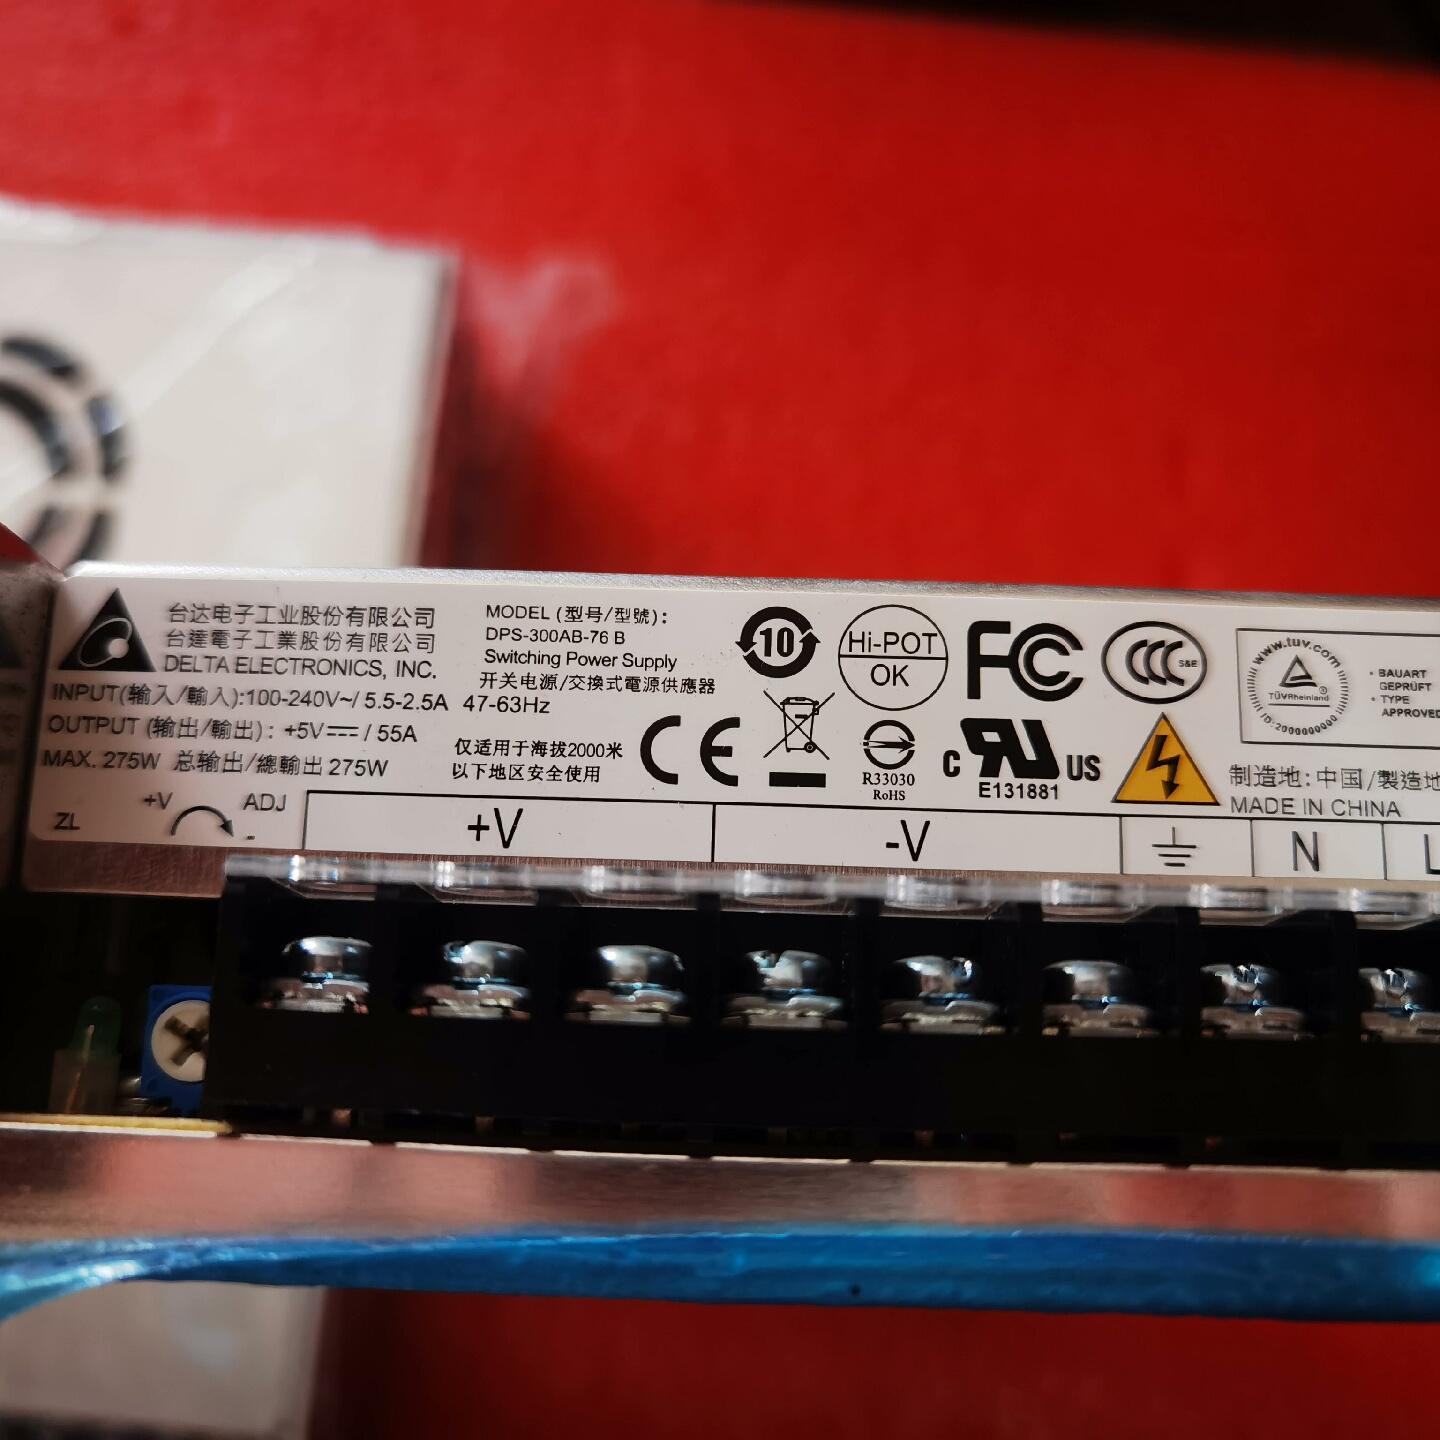 台达电子工业股份有限公司
台達電子工業股份有限公司
DELTA ELECTRONICS, INC.
MODEL (型号/型號):
DPS-300AB-76 B
Switching Power Supply
开关电源/交換式電源供應器
INPUT(输入/輸入):100-240V~/ 5.5-2.5A 47-63Hz
OUTPUT (输出/輸出): +5V⎓ / 55A
MAX. 275W 总输出/總輸出 275W
仅适用于海拔2000米
以下地区安全使用
10
Hi-POT
OK
FC
CE
R33030
RoHS
CCC S&E
c RU US
E131881
www.tuv.com
TÜVRheinland ®
ID:2000000000
• BAUART
GEPRÜFT
• TYPE
APPROVED
制造地:中国/製造地
MADE IN CHINA
ZL
+V ADJ
-
+V
-V
N
L